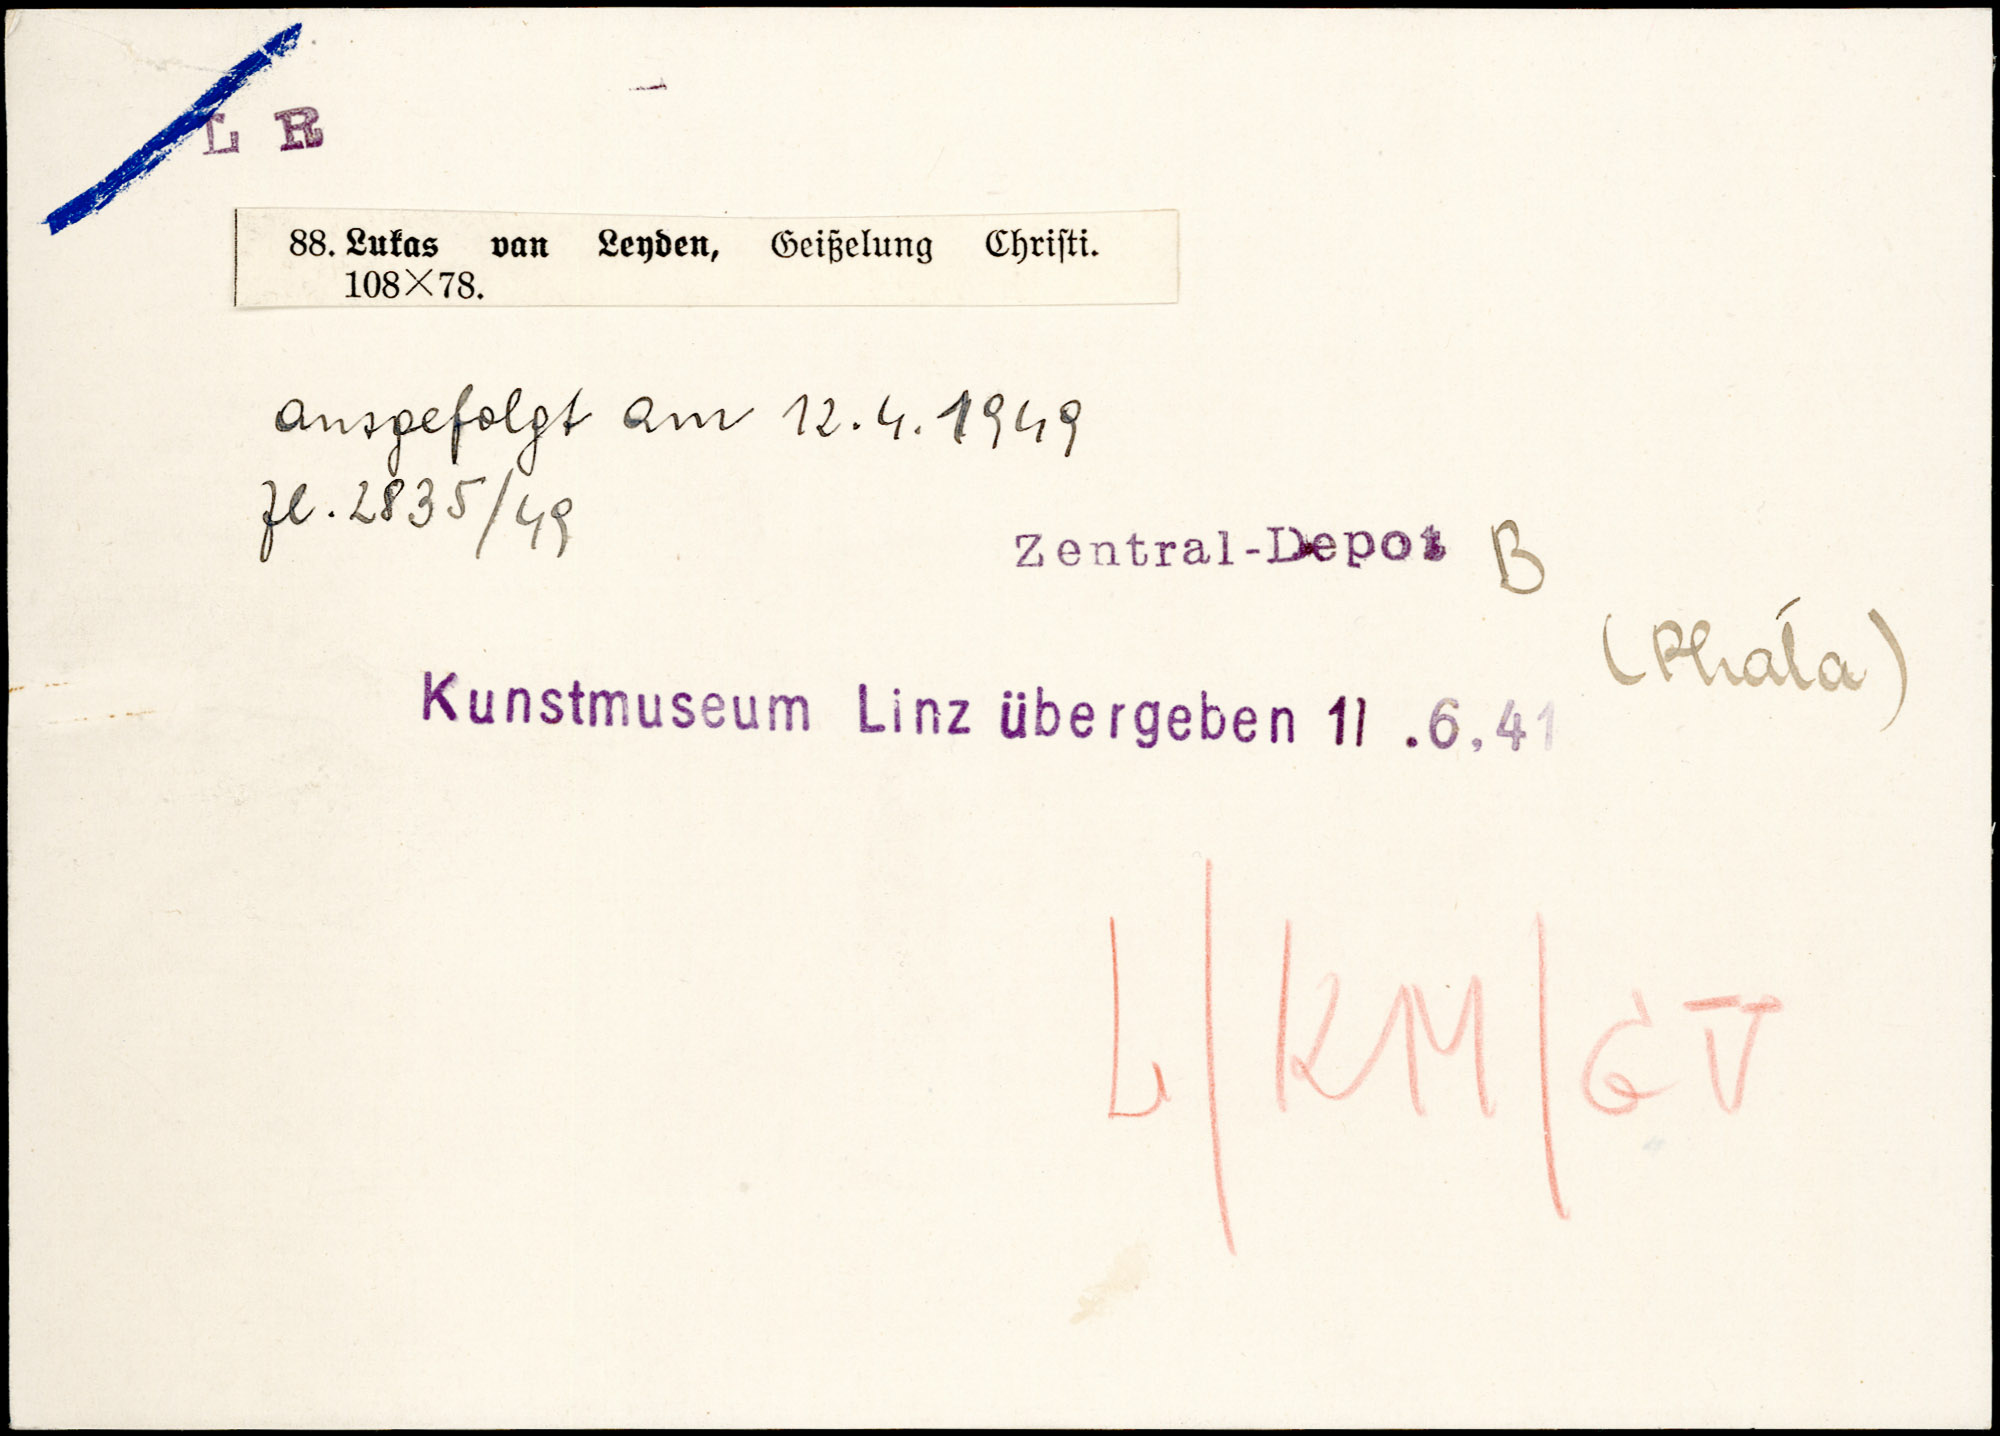 L R
88. Lukas van Leyden, Geißelung Christi.
108×78.
ausgefolgt am 12.4.1949
Zl. 2835/49
Zentral-Depot B
(Photo)
Kunstmuseum Linz übergeben 11.6.41
L/KM/GV